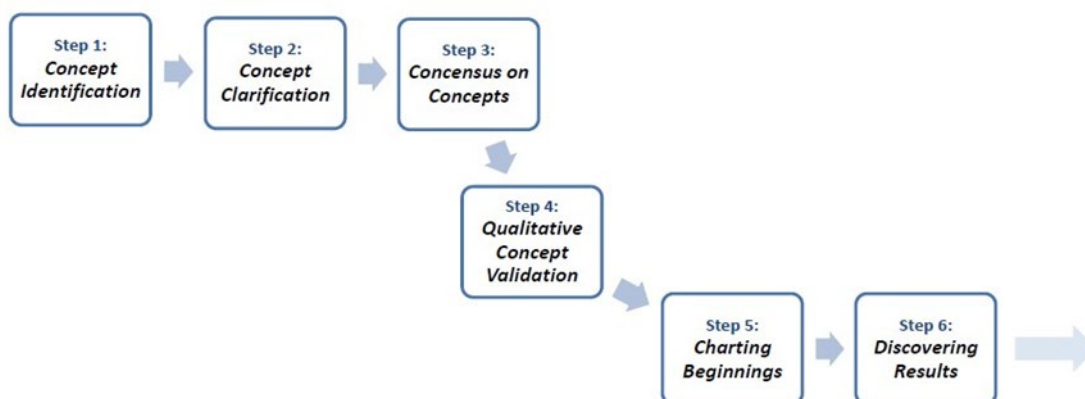 Step 1:
Concept
Identification
Step 2:
Concept
Clarification
Step 3:
Concensus on
Concepts
Step 4:
Qualitative
Concept
Validation
Step 5:
Charting
Beginnings
Step 6:
Discovering
Results